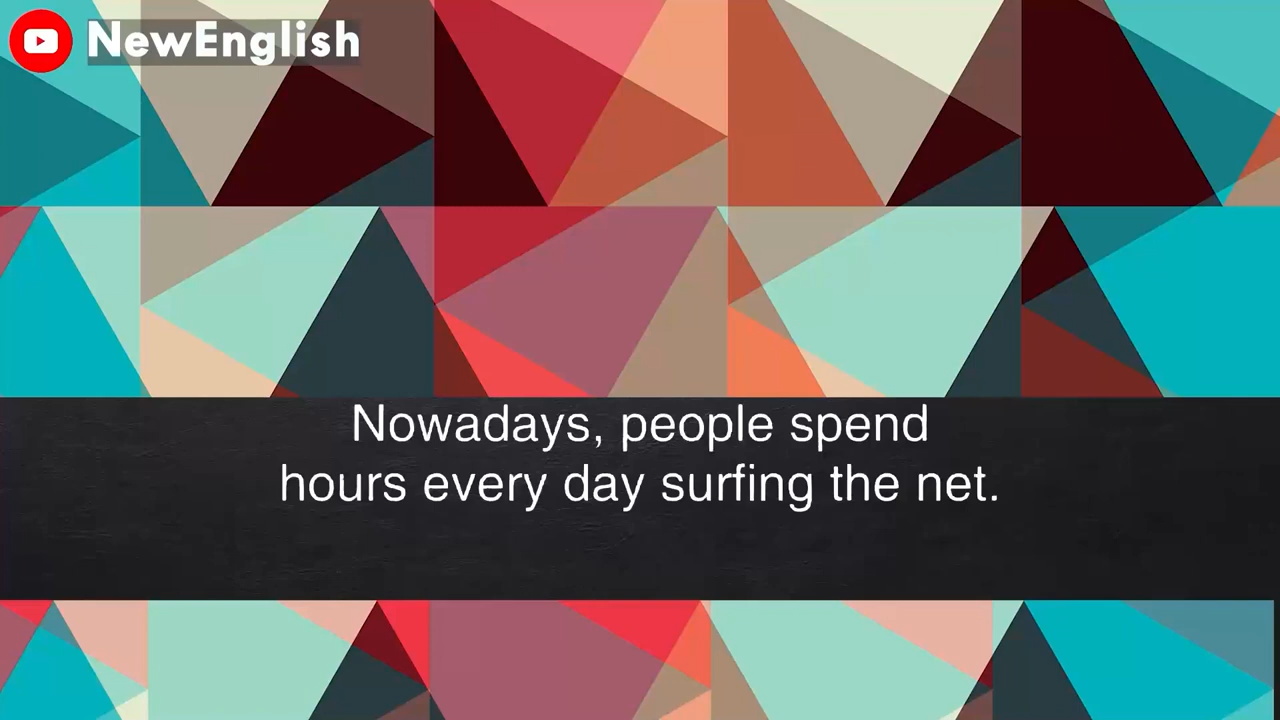 NewEnglish
Nowadays, people spend
hours every day surfing the net.